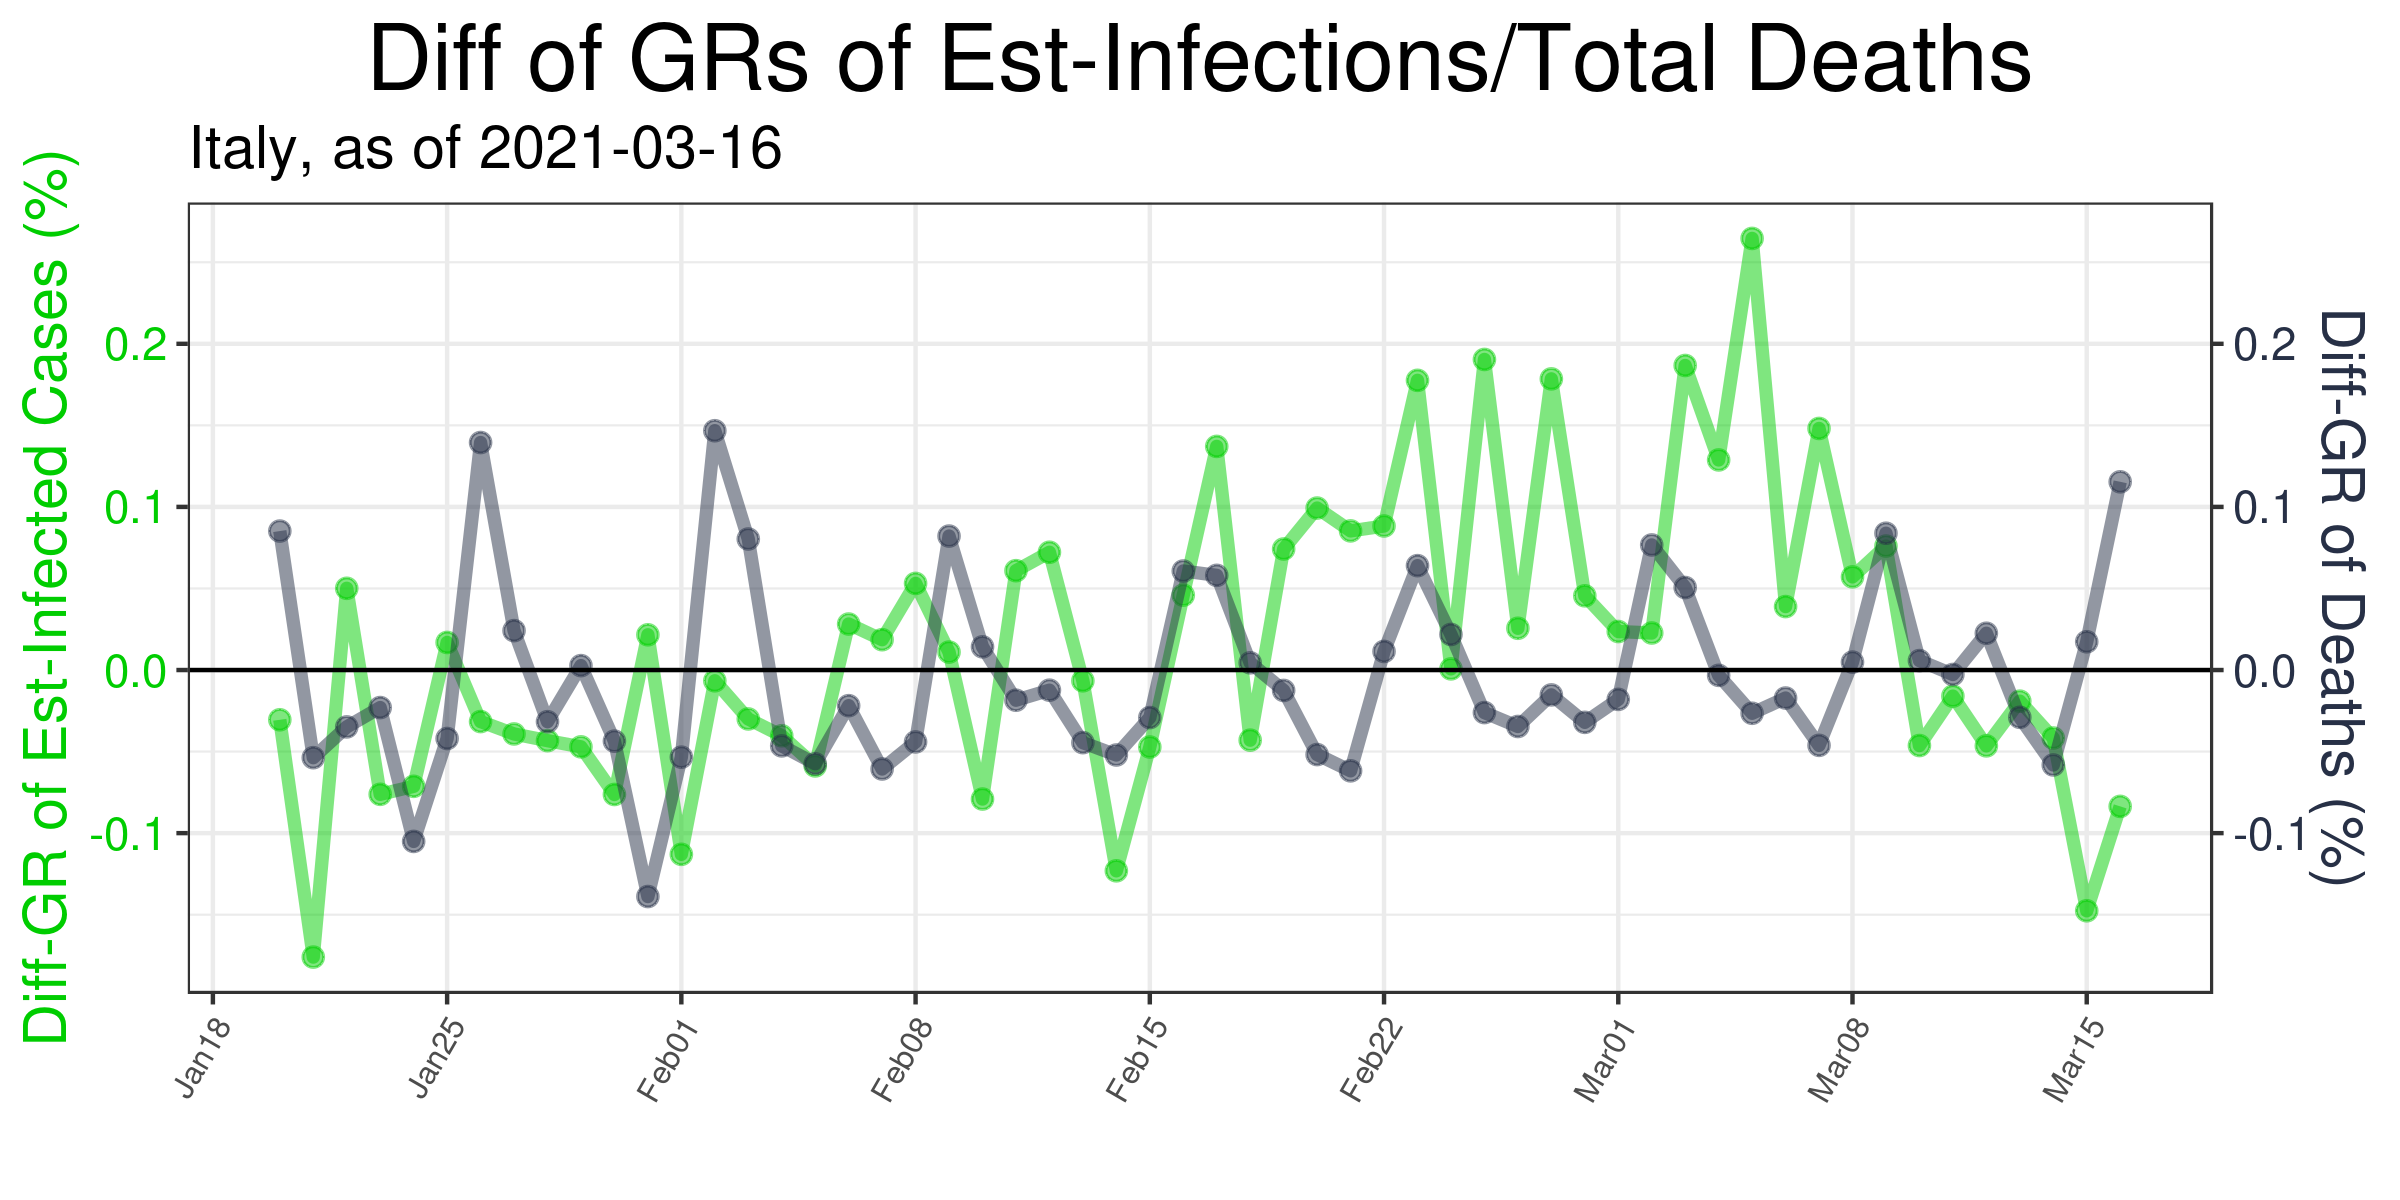 Diff of GRs of Est-Infections/Total Deaths
Italy, as of 2021-03-16
Diff-GR of Est-Infected Cases (%)
0.2
0.1
0.0
-0.1
0.2
0.1
0.0
-0.1
Diff-GR of Deaths (%)
Jan18
Jan25
Feb01
Feb08
Feb15
Feb22
Mar01
Mar08
Mar15